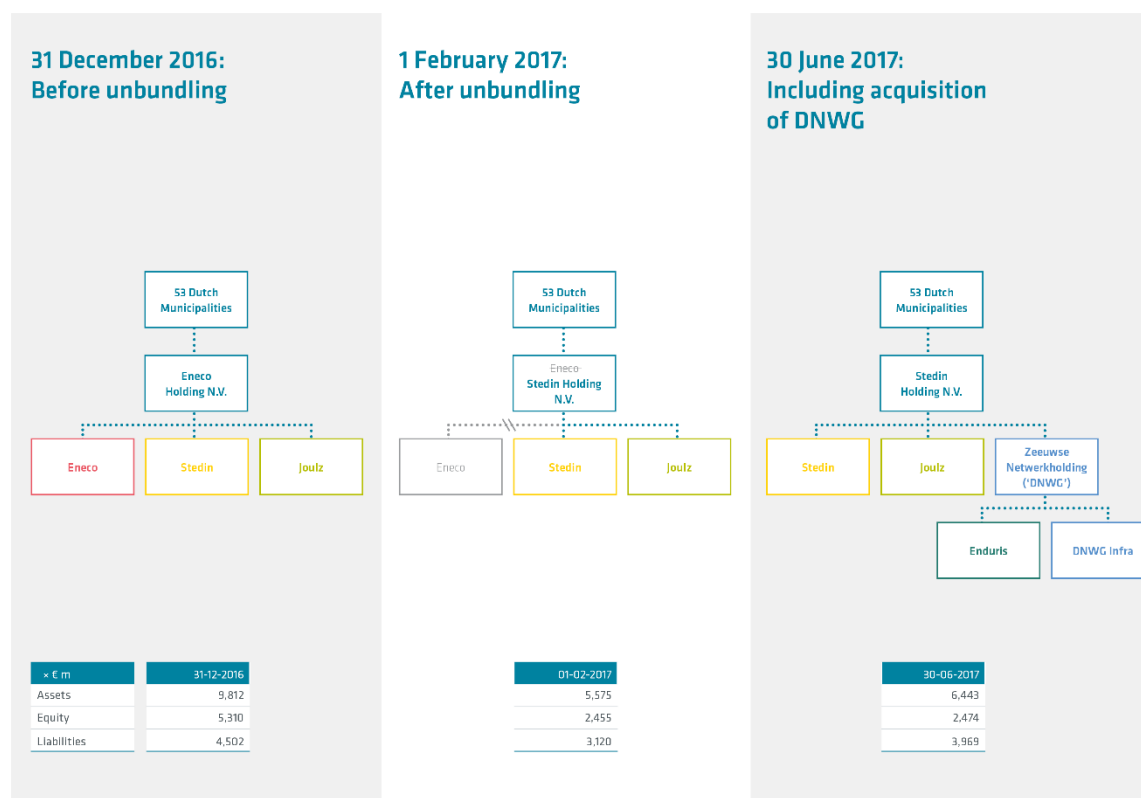 31 December 2016:
Before unbundling
53 Dutch
Municipalities
Eneco
Holding N.V.
Eneco
Stedin
Joulz
× € m
31-12-2016
Assets
9,812
Equity
5,310
Liabilities
4,502
1 February 2017:
After unbundling
53 Dutch
Municipalities
Eneco
Stedin Holding
N.V.
Eneco
Stedin
Joulz
01-02-2017
5,575
2,455
3,120
30 June 2017:
Including acquisition
of DNWG
53 Dutch
Municipalities
Stedin
Holding N.V.
Stedin
Joulz
Zeeuwse
Netwerkholding
(‘DNWG’)
Enduris
DNWG Infra
30-06-2017
6,443
2,474
3,969